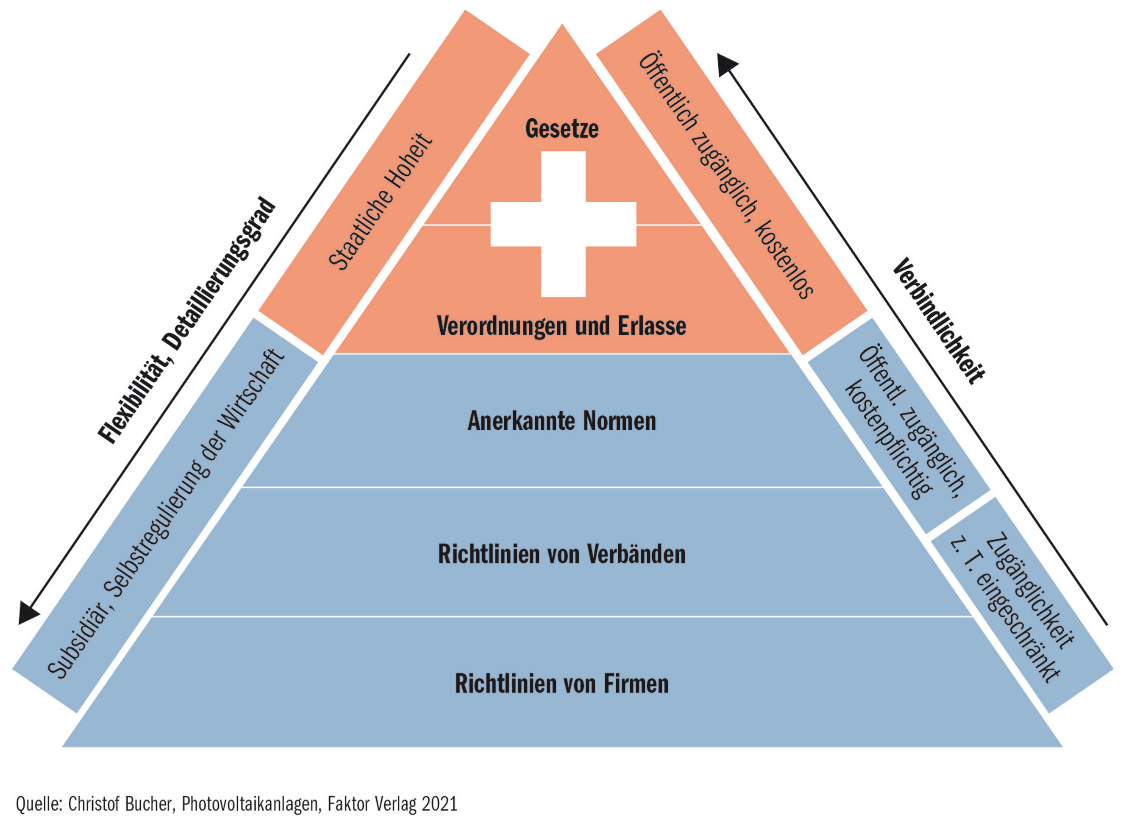 Gesetze
Verordnungen und Erlasse
Anerkannte Normen
Richtlinien von Verbänden
Richtlinien von Firmen
Flexibilität, Detaillierungsgrad
Staatliche Hoheit
Subsidiär, Selbstregulierung der Wirtschaft
Öffentlich zugänglich, kostenlos
Öffentl. zugänglich,
kostenpflichtig
Zugänglichkeit
z. T. eingeschränkt
Verbindlichkeit
Quelle: Christof Bucher, Photovoltaikanlagen, Faktor Verlag 2021